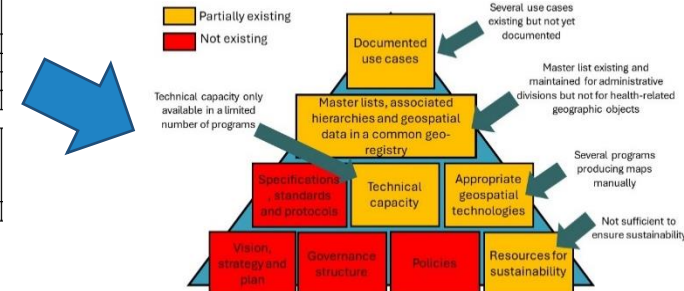 Partially existing
Not existing
Several use cases
existing but not yet
documented
Documented
use cases
Master list existing and
maintained for administrative
divisions but not for health-related
geographic objects
Technical capacity only
available in a limited
number of programs
Master lists, associated
hierarchies and geospatial
data in a common geo-
registry
Several programs
producing maps
manually
Specifications
, standards
and protocols
Technical
capacity
Appropriate
geospatial
technologies
Not sufficient to
ensure sustainability
Vision,
strategy and
plan
Governance
structure
Policies
Resources for
sustainability